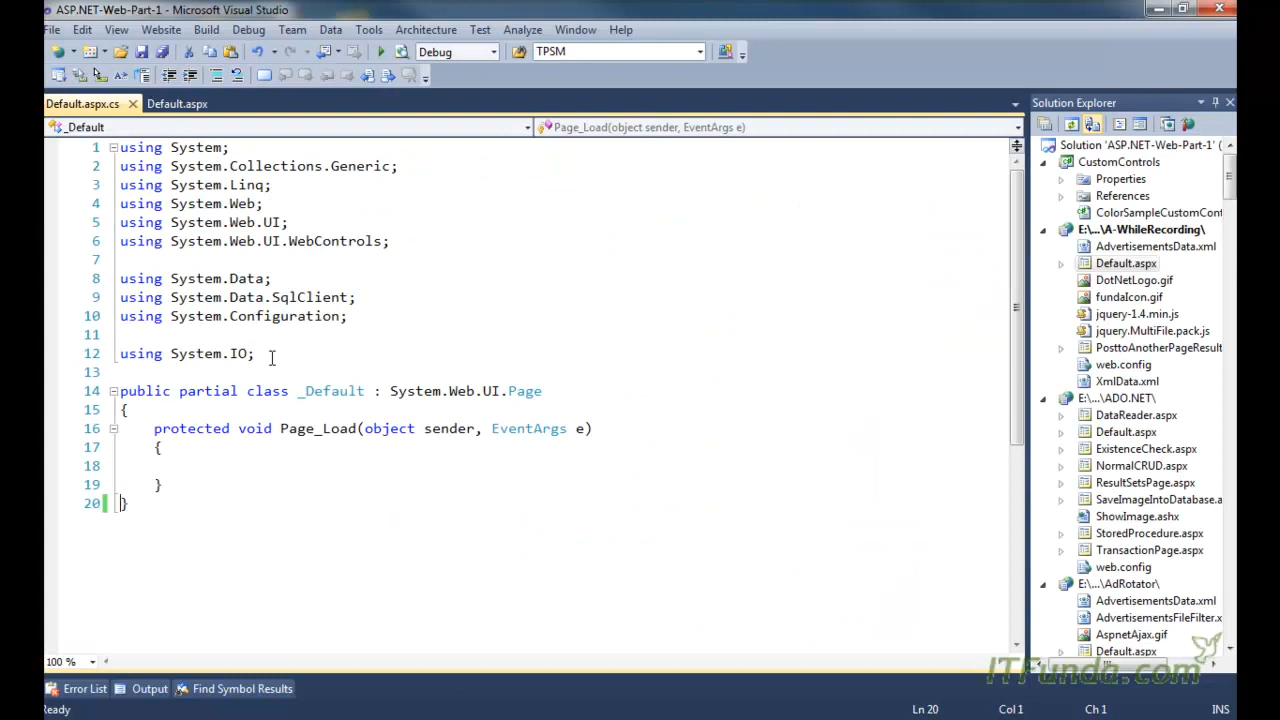 ASP.NET-Web-Part-1 - Microsoft Visual Studio
File Edit View Website Build Debug Team Data Tools Architecture Test Analyze Window Help
Debug TPSM
Default.aspx.cs Default.aspx
_Default Page_Load(object sender, EventArgs e)
1 using System;
2 using System.Collections.Generic;
3 using System.Linq;
4 using System.Web;
5 using System.Web.UI;
6 using System.Web.UI.WebControls;
7
8 using System.Data;
9 using System.Data.SqlClient;
10 using System.Configuration;
11
12 using System.IO;
13
14 public partial class _Default : System.Web.UI.Page
15 {
16 protected void Page_Load(object sender, EventArgs e)
17 {
18
19 }
20 }
100 %
Error List Output Find Symbol Results
Ready Ln 20 Col 1 Ch 1 INS
Solution Explorer
Solution 'ASP.NET-Web-Part-1' (
CustomControls
Properties
References
ColorSampleCustomCont
E:\...\A-WhileRecording\
AdvertisementsData.xml
Default.aspx
DotNetLogo.gif
fundaIcon.gif
jquery-1.4.min.js
jquery.MultiFile.pack.js
PosttoAnotherPageResult
web.config
XmlData.xml
E:\...\ADO.NET\
DataReader.aspx
Default.aspx
ExistenceCheck.aspx
NormalCRUD.aspx
ResultSetsPage.aspx
SaveImageIntoDatabase.a
ShowImage.ashx
StoredProcedure.aspx
TransactionPage.aspx
web.config
E:\...\AdRotator\
AdvertisementsData.xml
AdvertisementsFileFilter.x
AspnetAjax.gif
Default.aspx
ITFunda.com